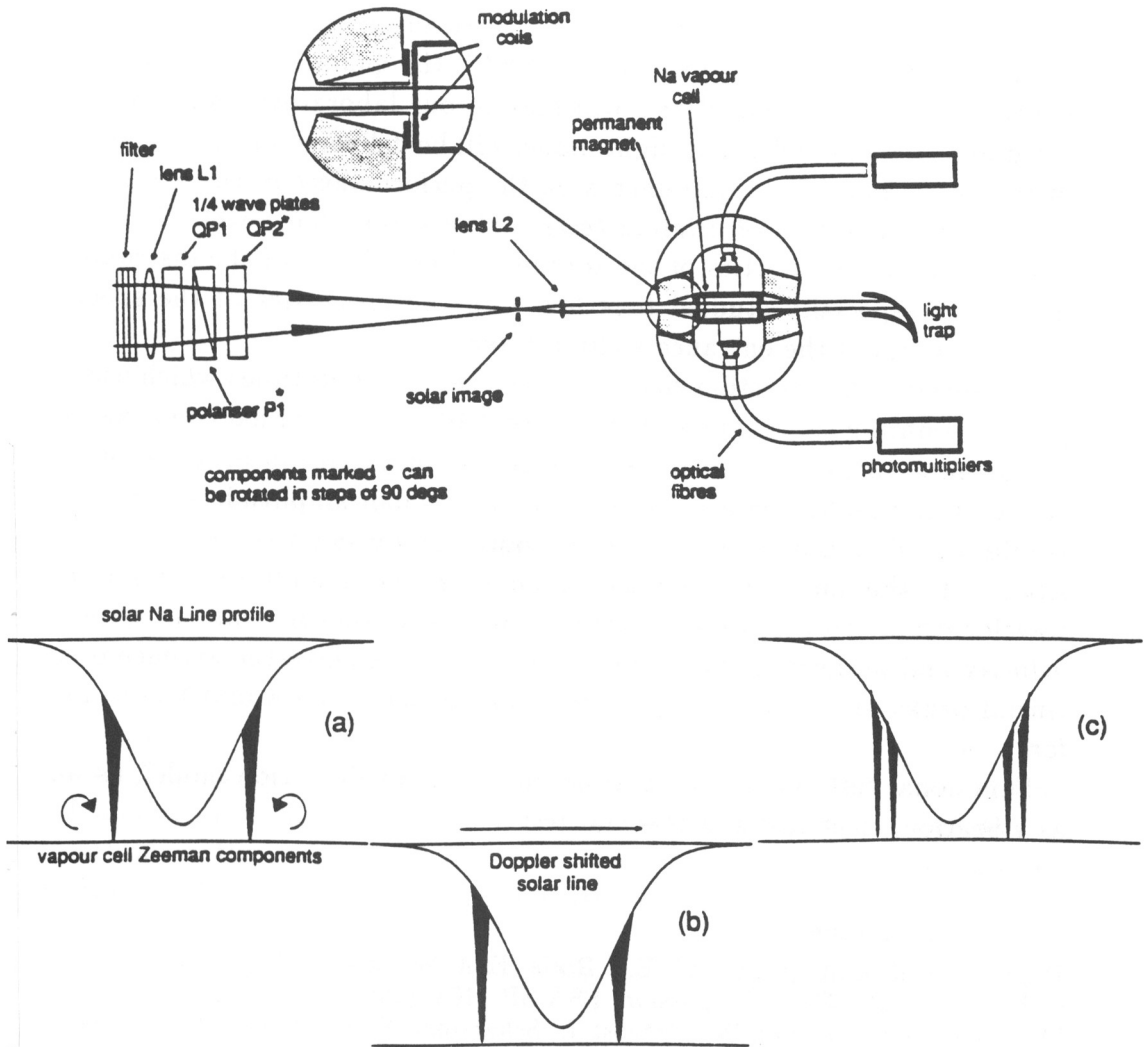 modulation
coils
Na vapour
cell
permanent
magnet
filter
lens L1
1/4 wave plates
QP1 QP2*
lens L2
light
trap
solar image
polariser P1*
optical
fibres
photomultipliers
components marked * can
be rotated in steps of 90 degs
solar Na Line profile
(a)
(c)
vapour cell Zeeman components
Doppler shifted
solar line
(b)